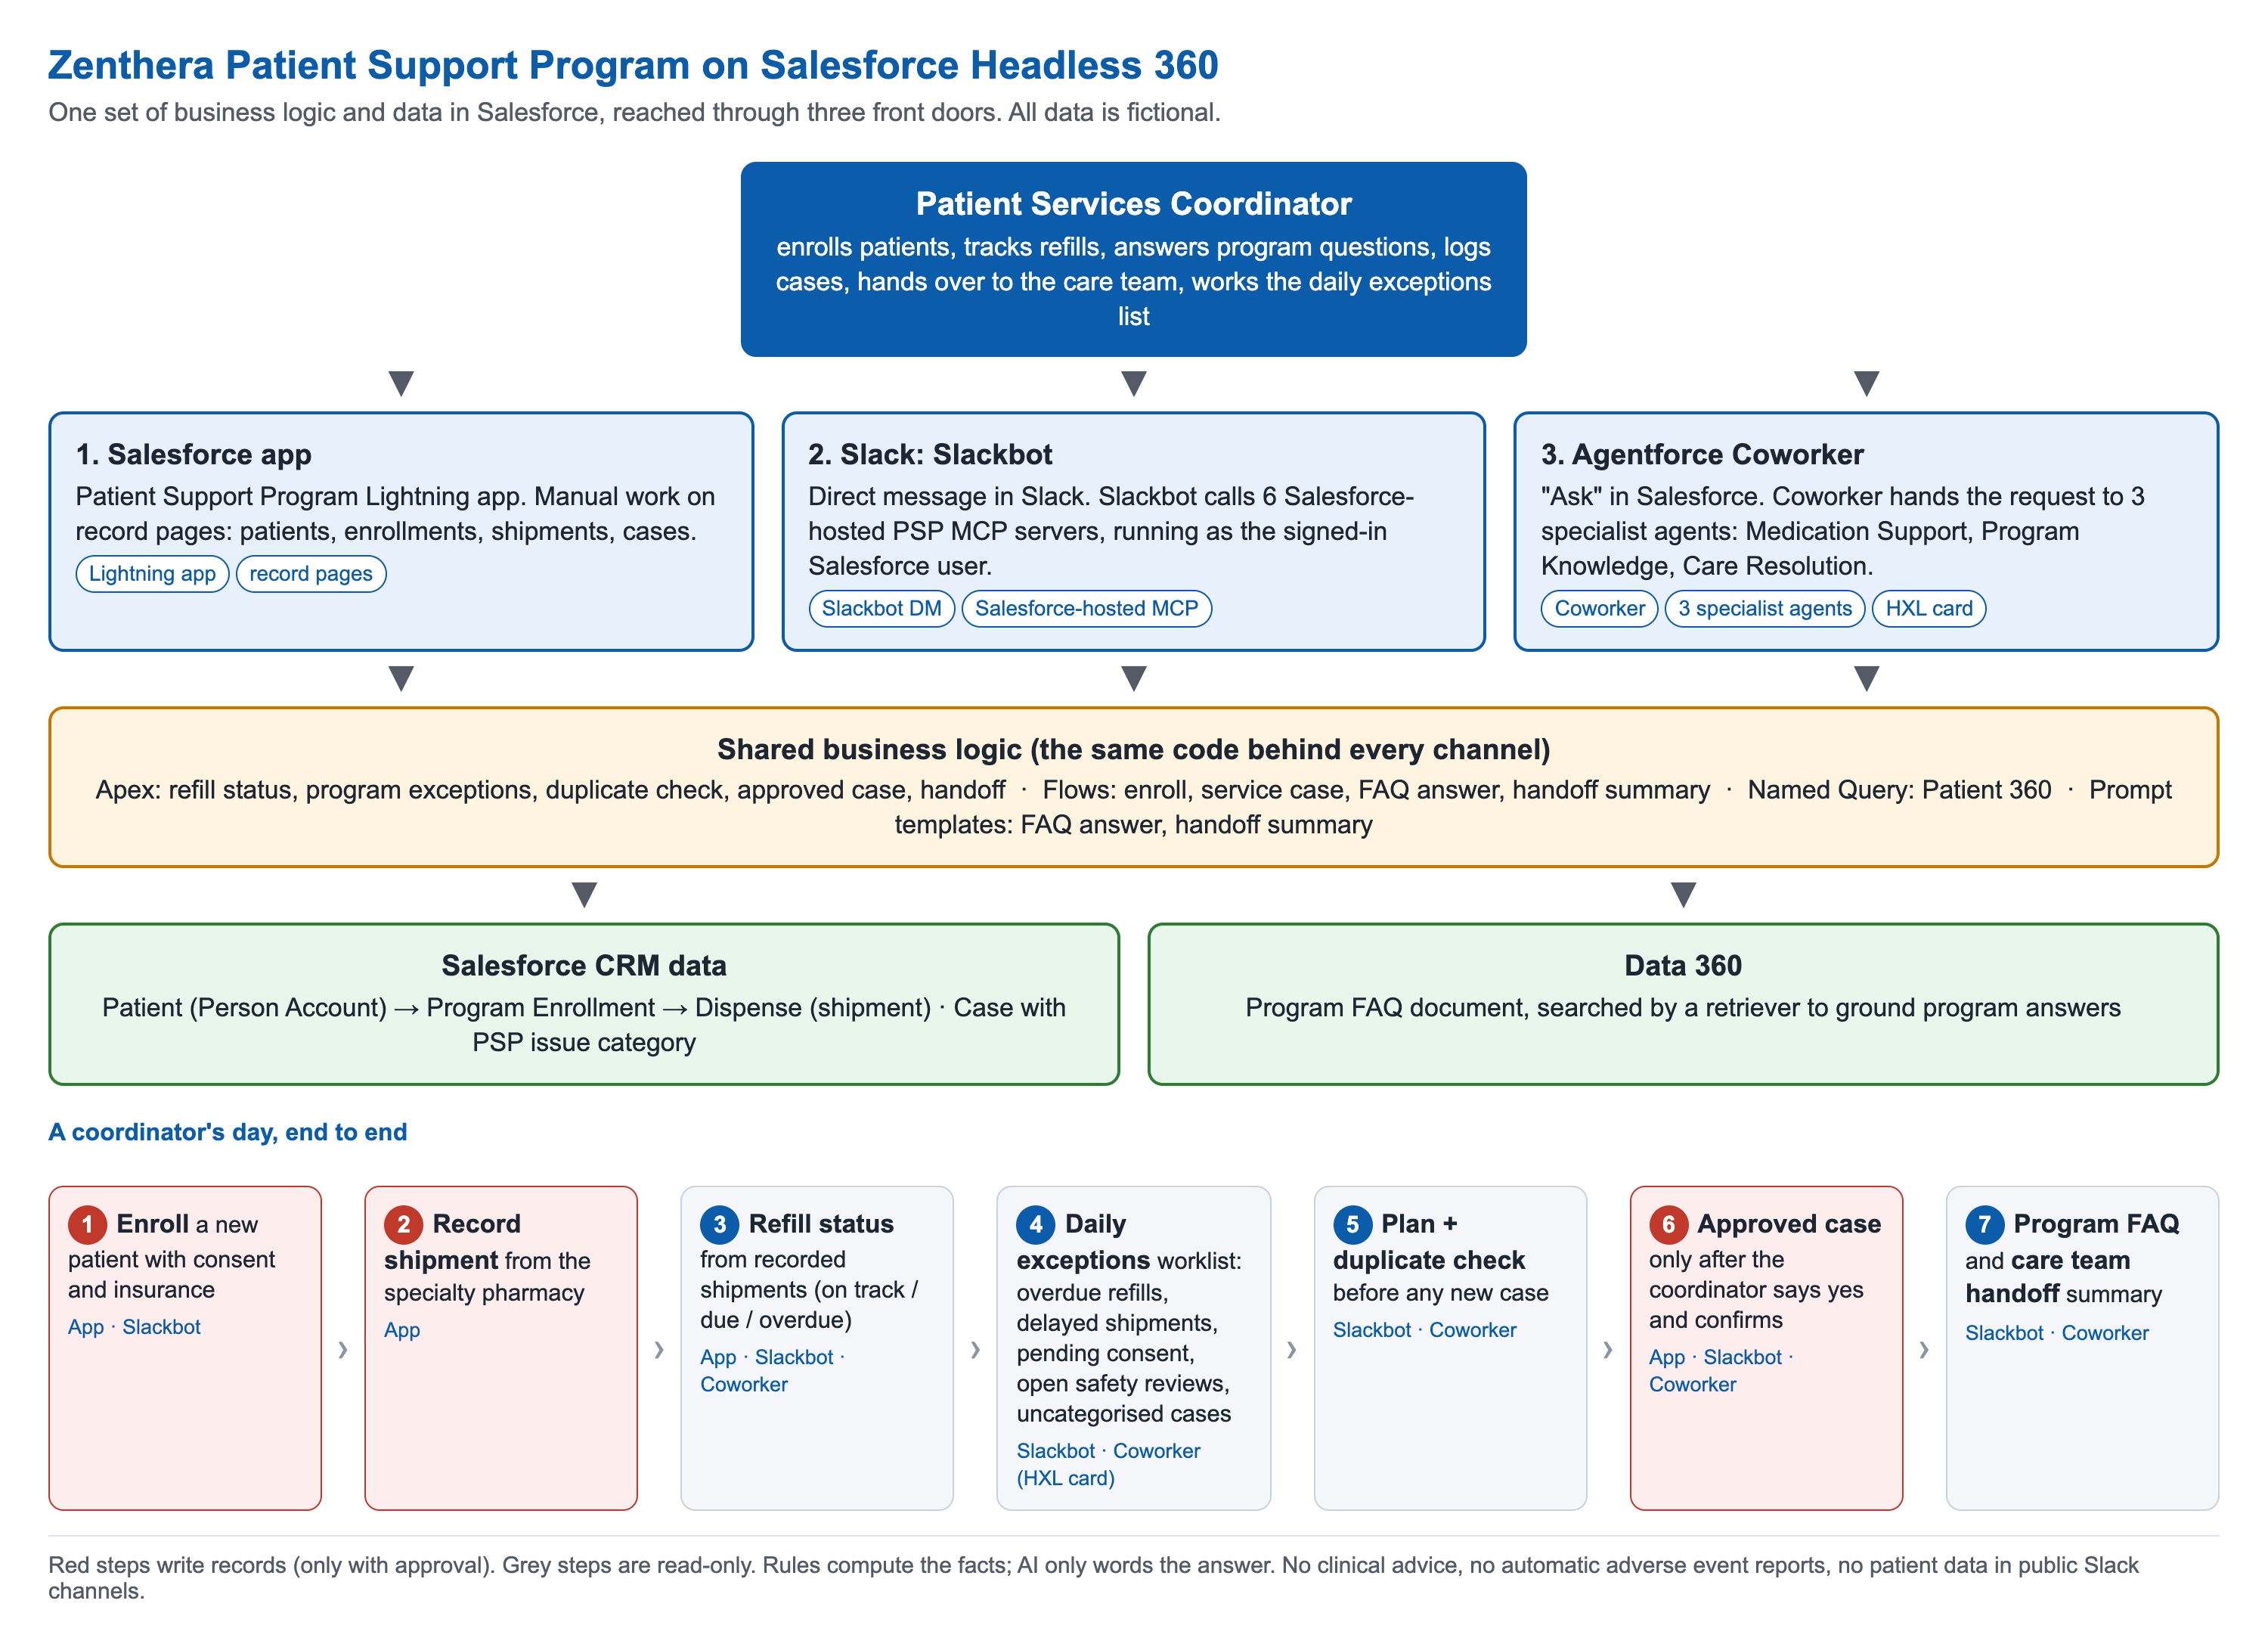 Zenthera Patient Support Program on Salesforce Headless 360
One set of business logic and data in Salesforce, reached through three front doors. All data is fictional.
Patient Services Coordinator
enrolls patients, tracks refills, answers program questions, logs
cases, hands over to the care team, works the daily exceptions
list
1. Salesforce app
Patient Support Program Lightning app. Manual work on
record pages: patients, enrollments, shipments, cases.
Lightning app
record pages
2. Slack: Slackbot
Direct message in Slack. Slackbot calls 6 Salesforce-
hosted PSP MCP servers, running as the signed-in
Salesforce user.
Slackbot DM
Salesforce-hosted MCP
3. Agentforce Coworker
"Ask" in Salesforce. Coworker hands the request to 3
specialist agents: Medication Support, Program
Knowledge, Care Resolution.
Coworker
3 specialist agents
HXL card
Shared business logic (the same code behind every channel)
Apex: refill status, program exceptions, duplicate check, approved case, handoff · Flows: enroll, service case, FAQ answer, handoff summary · Named Query: Patient 360 · Prompt
templates: FAQ answer, handoff summary
Salesforce CRM data
Patient (Person Account) → Program Enrollment → Dispense (shipment) · Case with
PSP issue category
Data 360
Program FAQ document, searched by a retriever to ground program answers
A coordinator's day, end to end
1 Enroll a new
patient with consent
and insurance
App · Slackbot
2 Record
shipment from the
specialty pharmacy
App
3 Refill status
from recorded
shipments (on track /
due / overdue)
App · Slackbot ·
Coworker
4 Daily
exceptions worklist:
overdue refills,
delayed shipments,
pending consent,
open safety reviews,
uncategorised cases
Slackbot · Coworker
(HXL card)
5 Plan +
duplicate check
before any new case
Slackbot · Coworker
6 Approved case
only after the
coordinator says yes
and confirms
App · Slackbot ·
Coworker
7 Program FAQ
and care team
handoff summary
Slackbot · Coworker
Red steps write records (only with approval). Grey steps are read-only. Rules compute the facts; AI only words the answer. No clinical advice, no automatic adverse event reports, no patient data in public Slack
channels.